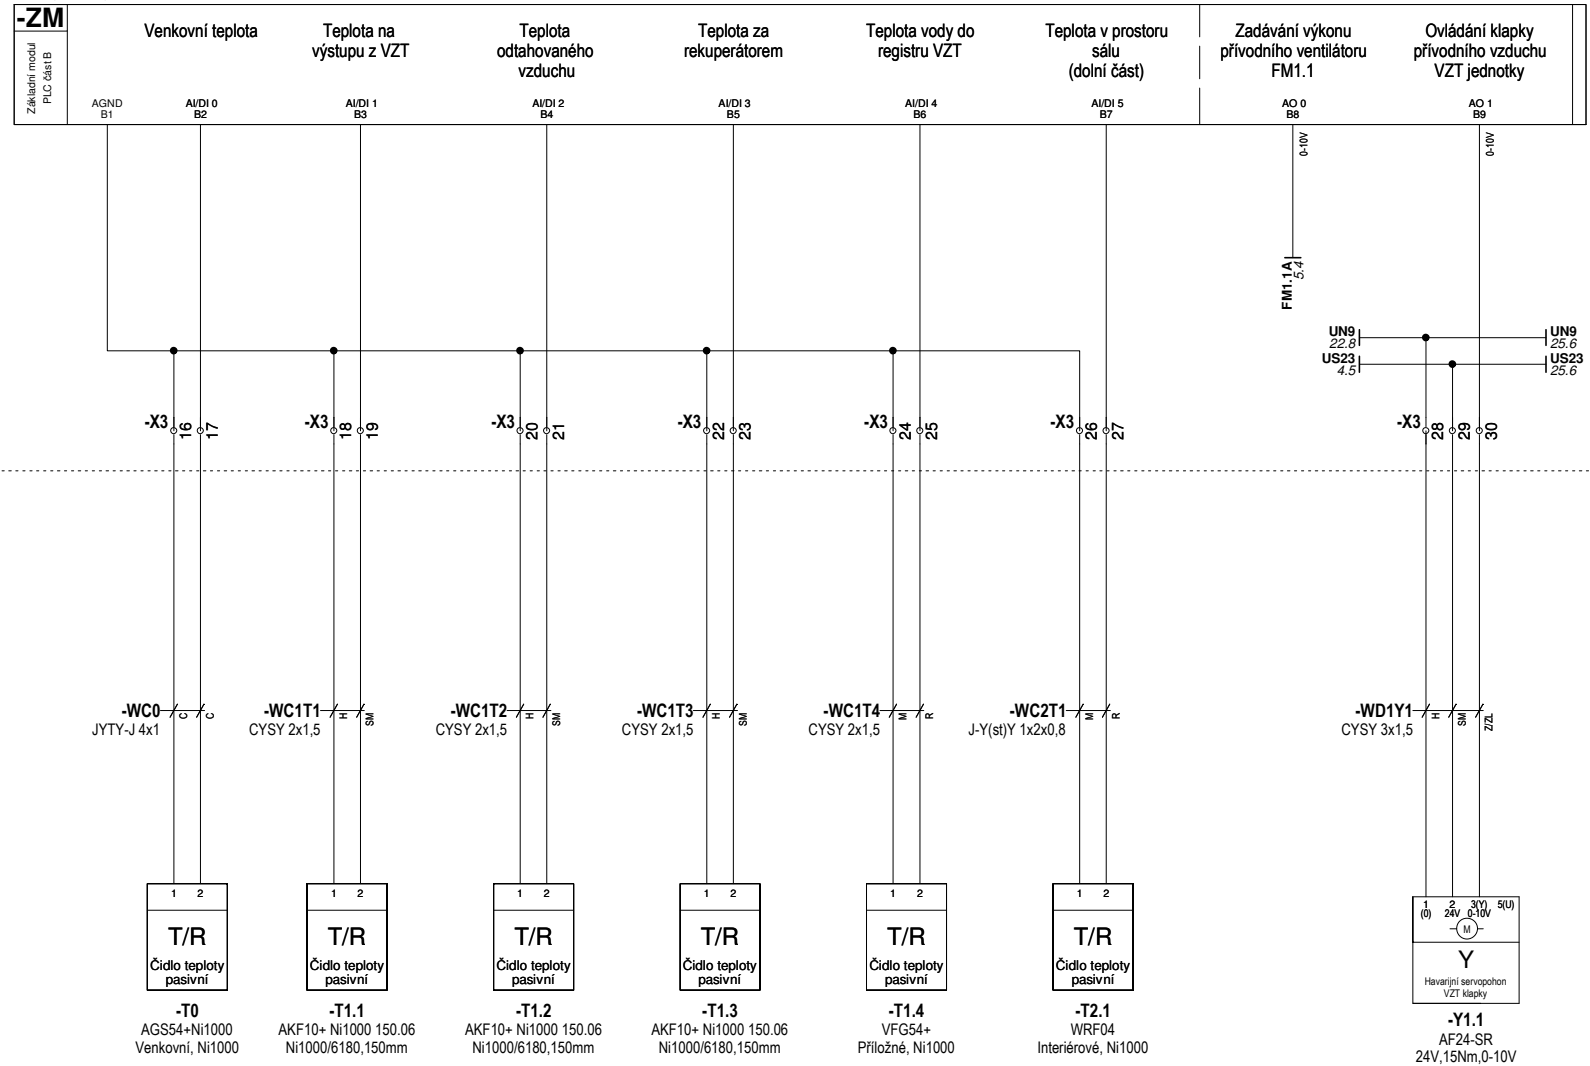 -ZM
Základní modul
PLC část B
Venkovní teplota
Teplota na
výstupu z VZT
Teplota
odtahovaného
vzduchu
Teplota za
rekuperátorem
Teplota vody do
registru VZT
Teplota v prostoru
sálu
(dolní část)
Zadávání výkonu
přívodního ventilátoru
FM1.1
Ovládání klapky
přívodního vzduchu
VZT jednotky
AGND
B1
AI/DI 0
B2
AI/DI 1
B3
AI/DI 2
B4
AI/DI 3
B5
AI/DI 4
B6
AI/DI 5
B7
AO 0
B8
AO 1
B9
0-10V
0-10V
FM1.1A
5.4
UN9
22.8
US23
4.5
UN9
25.6
US23
25.6
-X3
16
17
-X3
18
19
-X3
20
21
-X3
22
23
-X3
24
25
-X3
26
27
-X3
28
29
30
-WC0
JYTY-J 4x1
C
C
-WC1T1
CYSY 2x1,5
H
SM
-WC1T2
CYSY 2x1,5
H
SM
-WC1T3
CYSY 2x1,5
H
SM
-WC1T4
CYSY 2x1,5
M
R
-WC2T1
J-Y(st)Y 1x2x0,8
M
R
-WD1Y1
CYSY 3x1,5
H
SM
Z/ZL
1 2
T/R
Čidlo teploty
pasivní
-T0
AGS54+Ni1000
Venkovní, Ni1000
1 2
T/R
Čidlo teploty
pasivní
-T1.1
AKF10+ Ni1000 150.06
Ni1000/6180,150mm
1 2
T/R
Čidlo teploty
pasivní
-T1.2
AKF10+ Ni1000 150.06
Ni1000/6180,150mm
1 2
T/R
Čidlo teploty
pasivní
-T1.3
AKF10+ Ni1000 150.06
Ni1000/6180,150mm
1 2
T/R
Čidlo teploty
pasivní
-T1.4
VFG54+
Příložné, Ni1000
1 2
T/R
Čidlo teploty
pasivní
-T2.1
WRF04
Interiérové, Ni1000
1 2 3(Y) 5(U)
(0) 24V 0-10V
M
Y
Havarijní servopohon
VZT klapky
-Y1.1
AF24-SR
24V,15Nm,0-10V